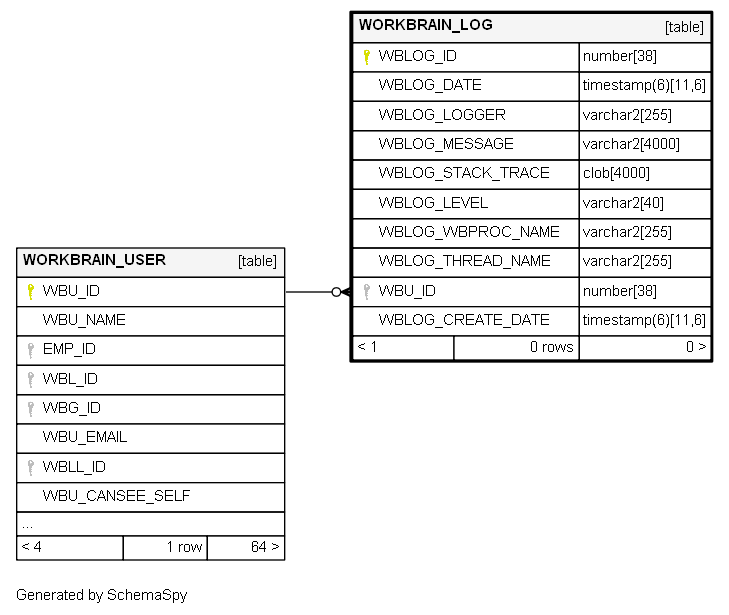 WORKBRAIN_LOG [table]
WBLOG_ID number[38]
WBLOG_DATE timestamp(6)[11,6]
WBLOG_LOGGER varchar2[255]
WBLOG_MESSAGE varchar2[4000]
WBLOG_STACK_TRACE clob[4000]
WBLOG_LEVEL varchar2[40]
WBLOG_WBPROC_NAME varchar2[255]
WBLOG_THREAD_NAME varchar2[255]
WBU_ID number[38]
WBLOG_CREATE_DATE timestamp(6)[11,6]
< 1 0 rows 0 >
WORKBRAIN_USER [table]
WBU_ID
WBU_NAME
EMP_ID
WBL_ID
WBG_ID
WBU_EMAIL
WBLL_ID
WBU_CANSEE_SELF
...
< 4 1 row 64 >
Generated by SchemaSpy